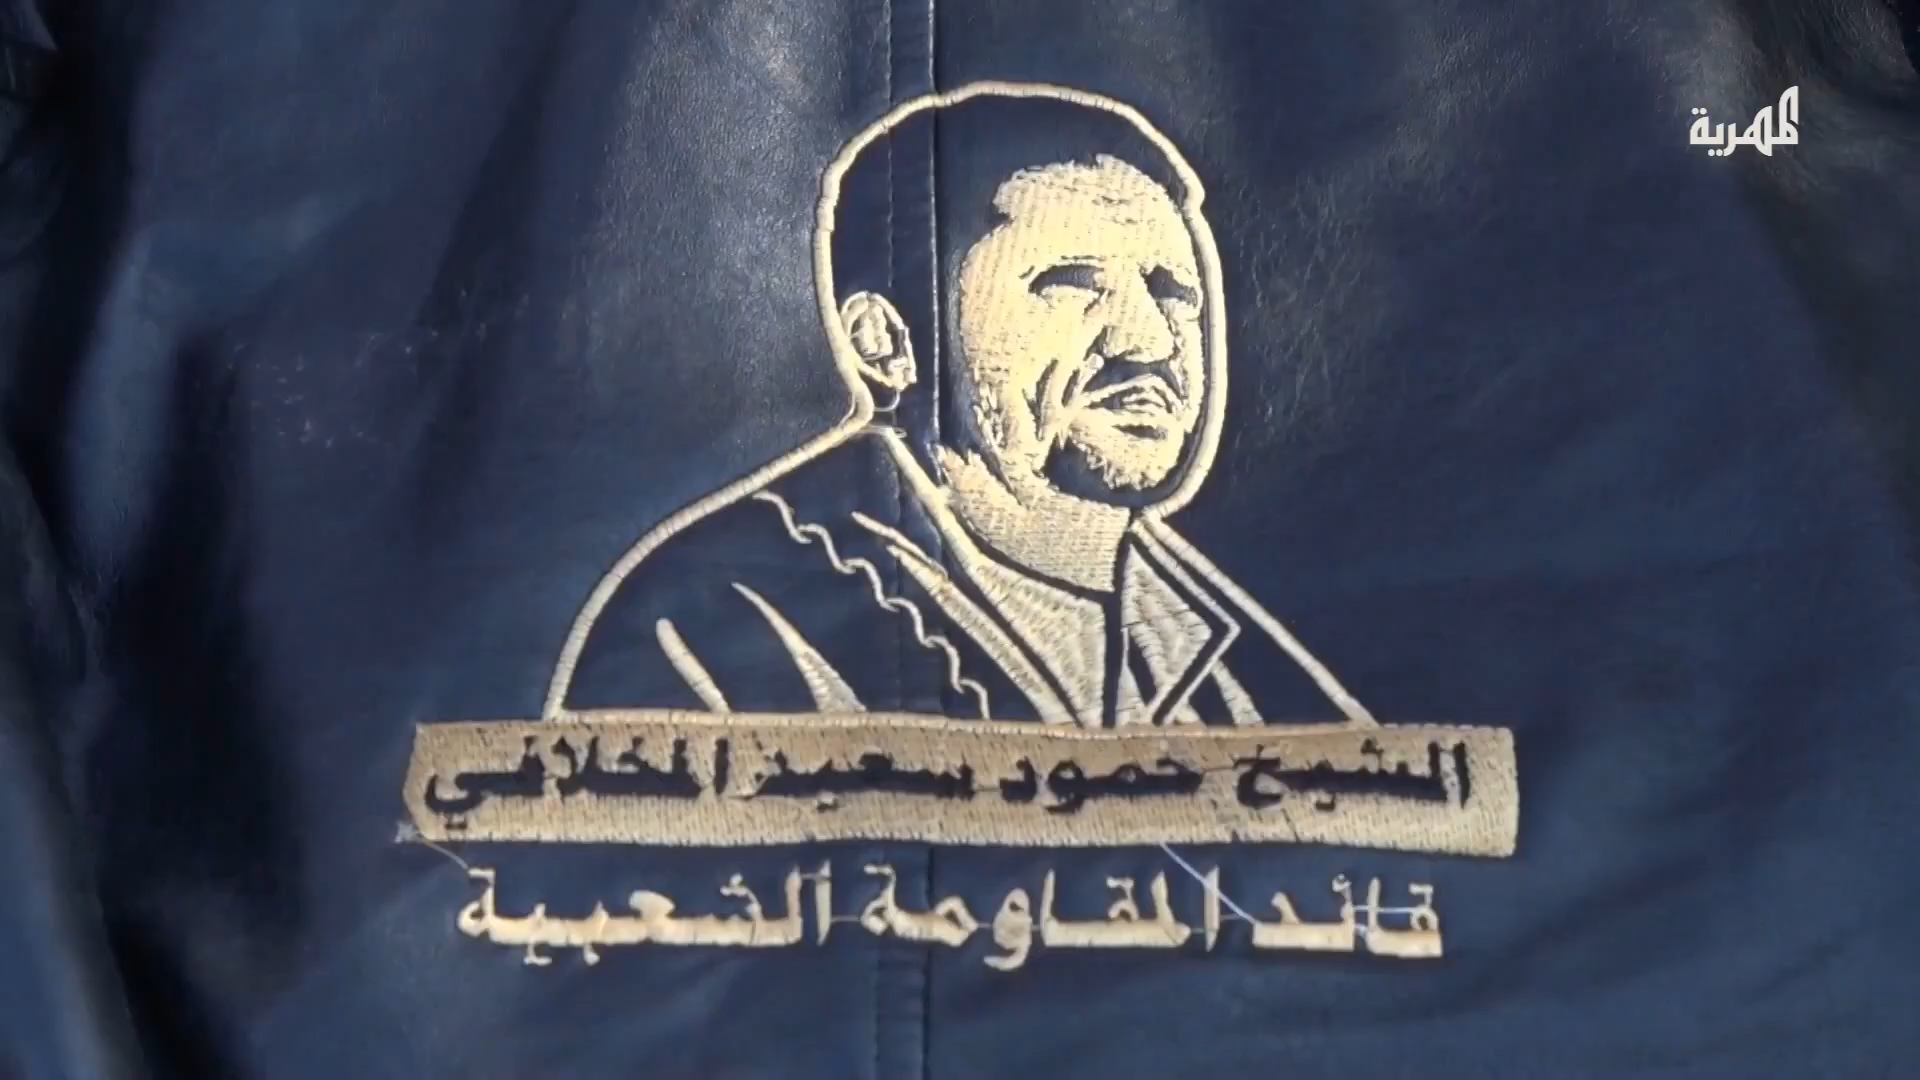 المهرية
الشيخ حمود سعيد المخلافي
قائد المقاومة الشعبية